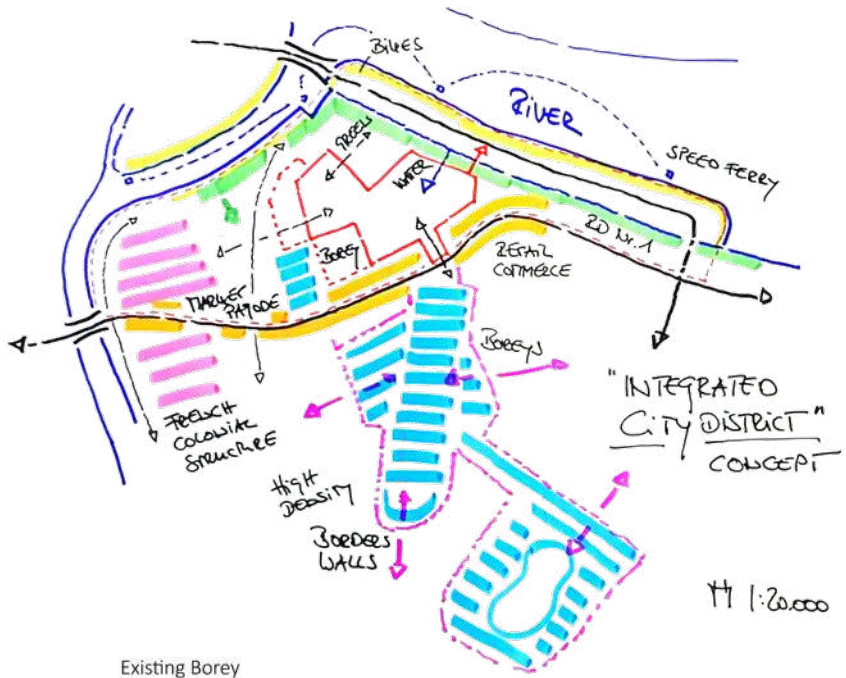 BIKES
RIVER
SPEED FERRY
GREENS
WATER
RD Nr. 1
BOREY
RETAIL
COMMERCE
MARKET
PAGODE
BOREYS
"INTEGRATED
CITY DISTRICT"
CONCEPT
FRENCH
COLONIAL
STRUCTURE
HIGH
DENSITY
BORDERS
WALLS
1:20.000
Existing Borey